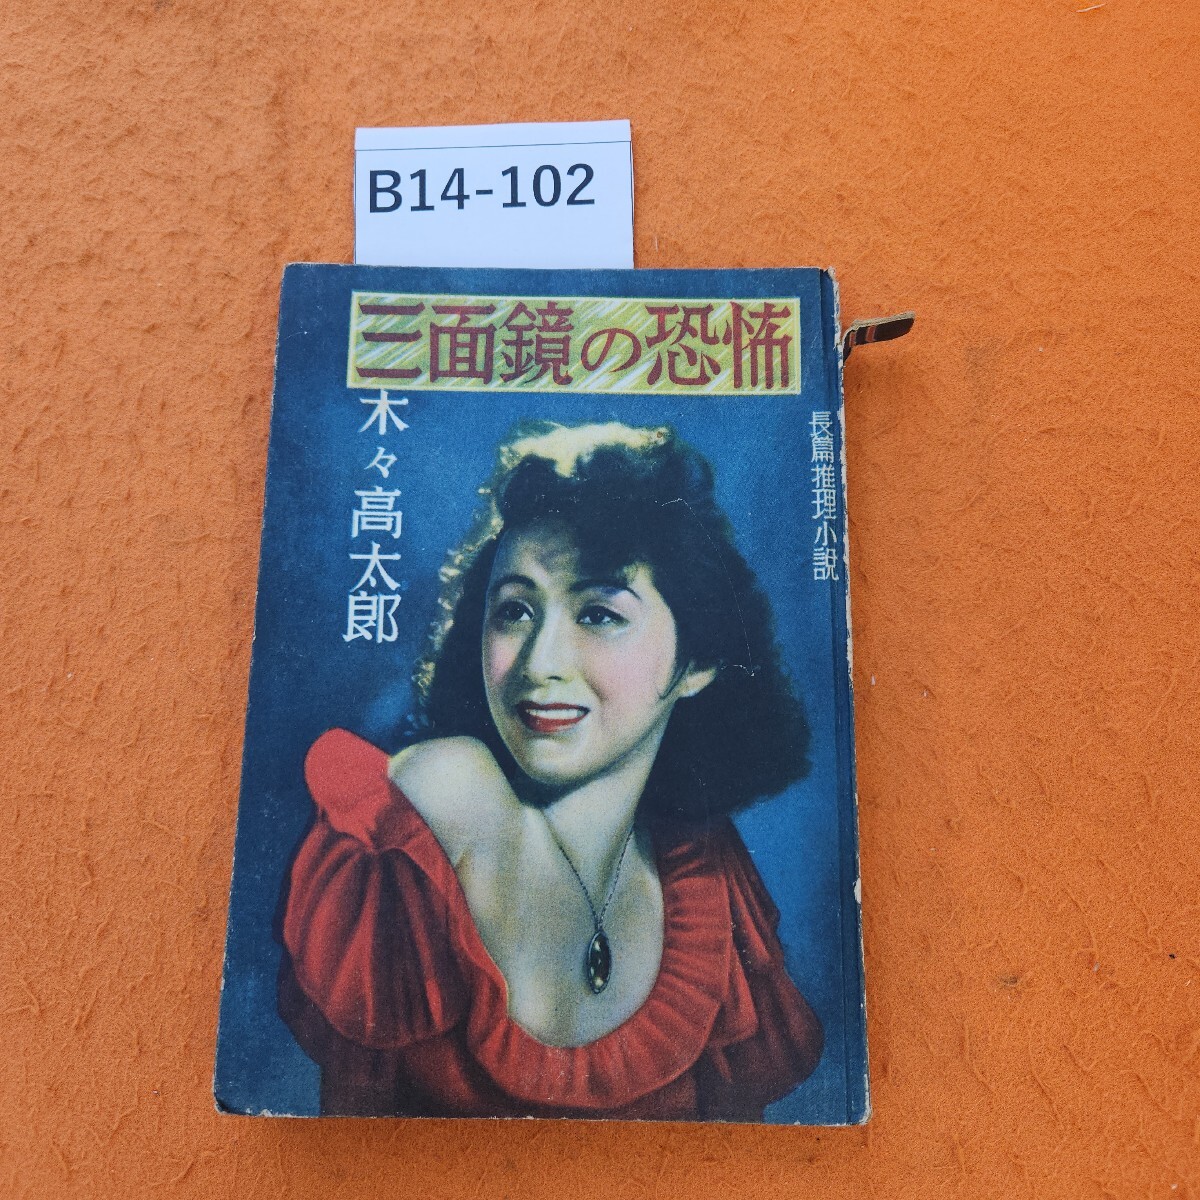 B14-102
三面鏡の恐怖
木々高太郎
長篇推理小説